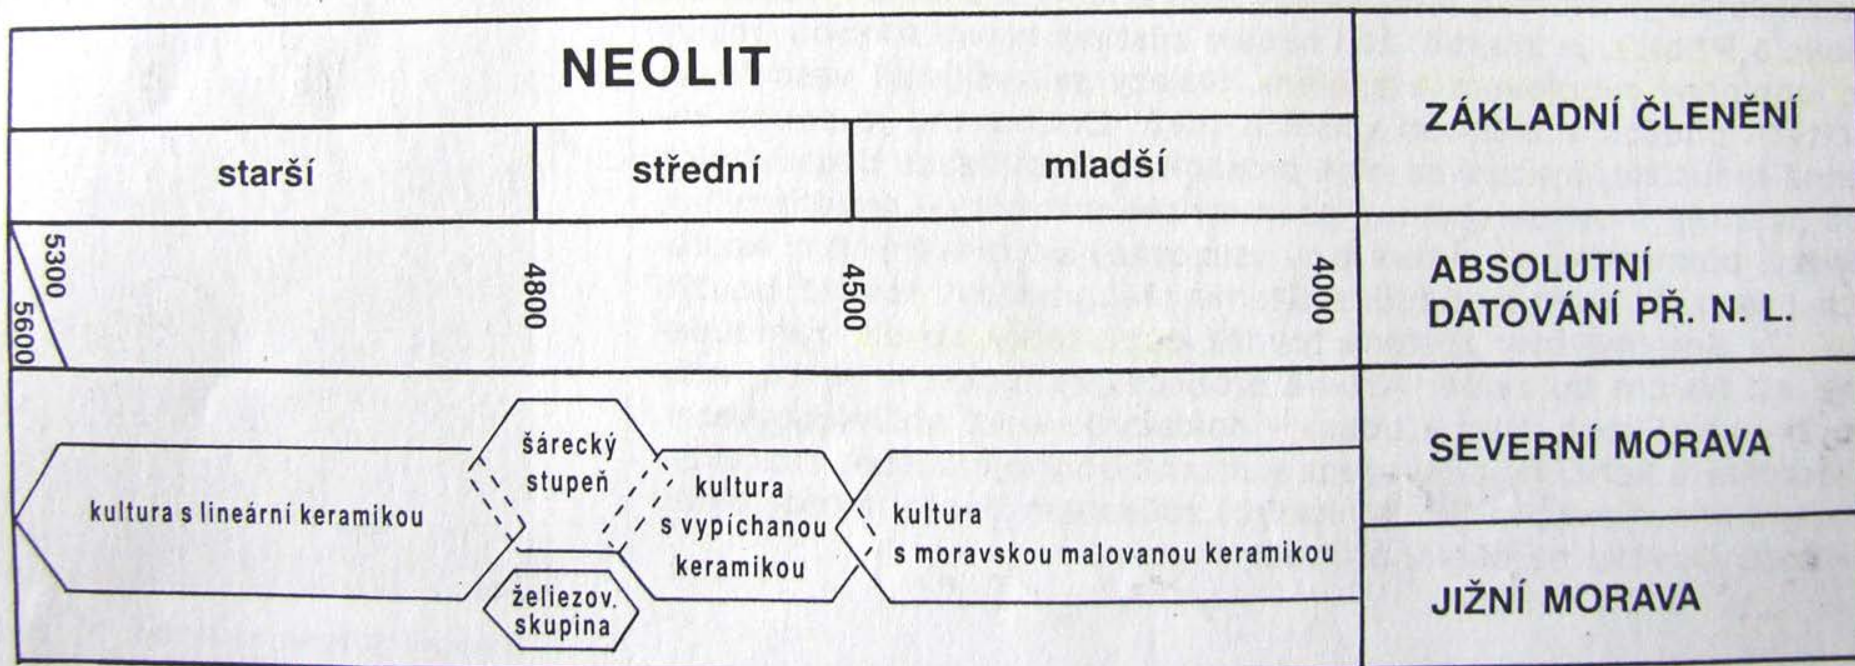 NEOLIT
ZÁKLADNÍ ČLENĚNÍ
starší
střední
mladší
5300
5600
4800
4500
4000
ABSOLUTNÍ
DATOVÁNÍ PŘ. N. L.
šárecký
stupeň
kultura s lineární keramikou
kultura
s vypíchanou
keramikou
kultura
s moravskou malovanou keramikou
želiezov.
skupina
SEVERNÍ MORAVA
JIŽNÍ MORAVA